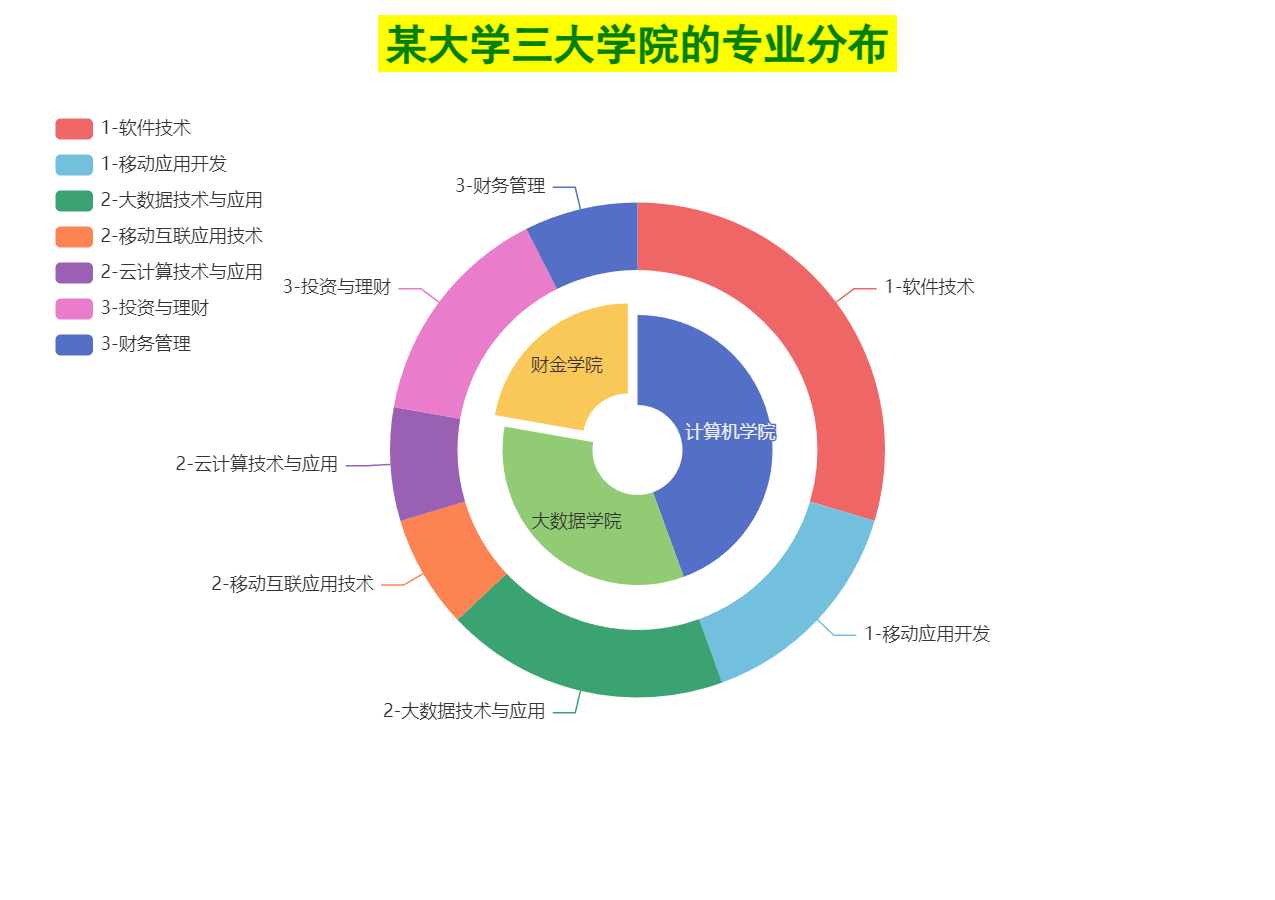 某大学三大学院的专业分布
1-软件技术
1-移动应用开发
2-大数据技术与应用
2-移动互联应用技术
2-云计算技术与应用
3-投资与理财
3-财务管理
3-财务管理
3-投资与理财
1-软件技术
财金学院
计算机学院
2-云计算技术与应用
大数据学院
2-移动互联应用技术
1-移动应用开发
2-大数据技术与应用